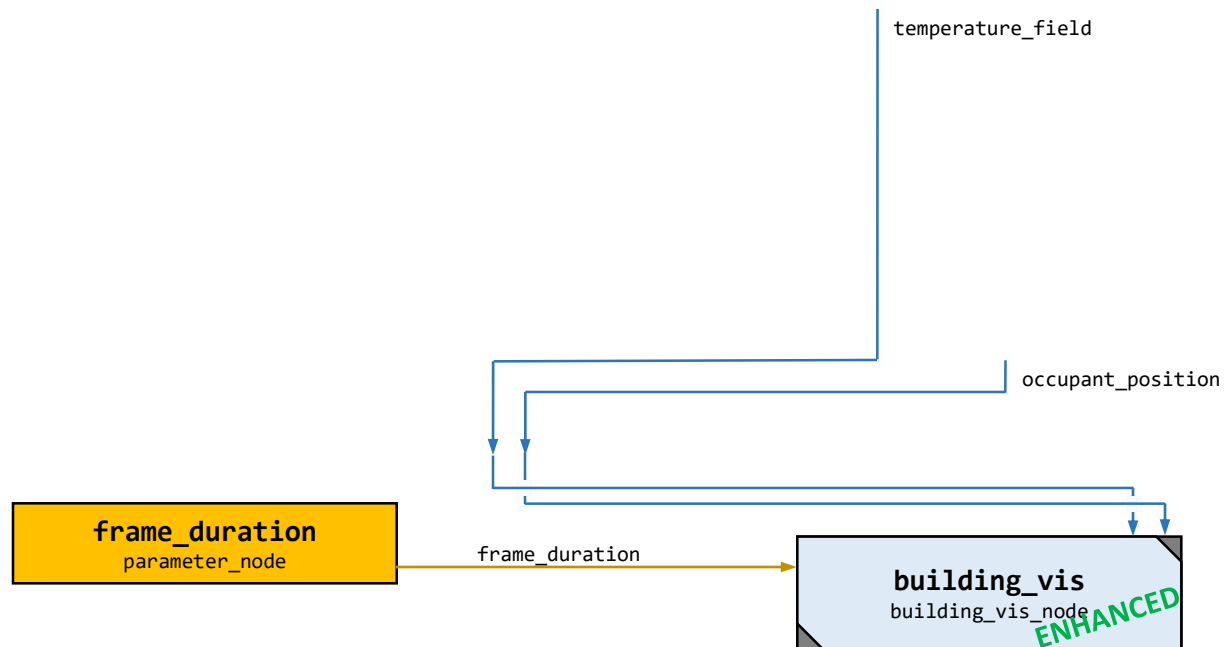 temperature_field
occupant_position
frame_duration
parameter_node
frame_duration
building_vis
building_vis_node
ENHANCED